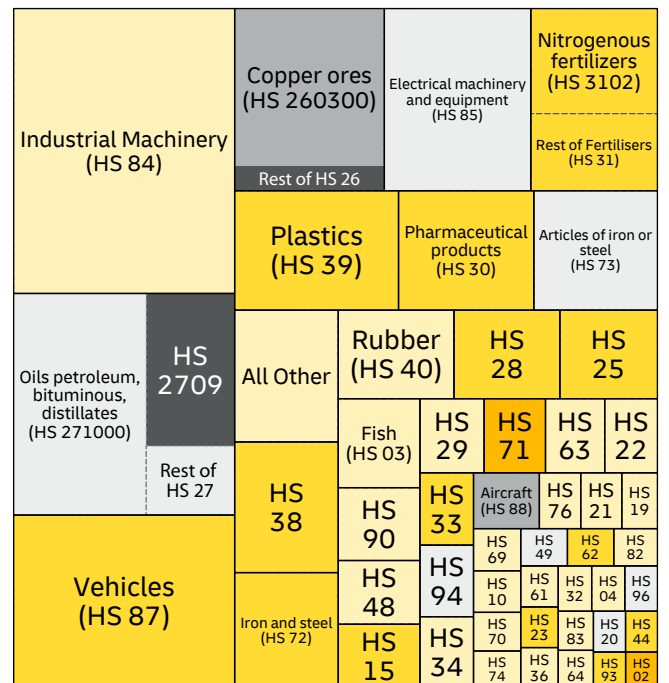 Industrial Machinery
(HS 84)
Copper ores
(HS 260300)
Rest of HS 26
Electrical machinery
and equipment
(HS 85)
Nitrogenous
fertilizers
(HS 3102)
Rest of Fertilisers
(HS 31)
Plastics
(HS 39)
Pharmaceutical
products
(HS 30)
Articles of iron or
steel
(HS 73)
Oils petroleum,
bituminous,
distillates
(HS 271000)
HS
2709
Rest of
HS 27
Vehicles
(HS 87)
All Other
HS
38
Iron and steel
(HS 72)
Rubber
(HS 40)
HS
28
HS
25
Fish
(HS 03)
HS
90
HS
48
HS
15
HS
29
HS
71
HS
63
HS
22
HS
33
HS
94
HS
34
Aircraft
(HS 88)
HS
76
HS
21
HS
19
HS
69
HS
49
HS
62
HS
82
HS
10
HS
61
HS
32
HS
04
HS
96
HS
70
HS
23
HS
83
HS
20
HS
44
HS
74
HS
36
HS
64
HS
93
HS
02